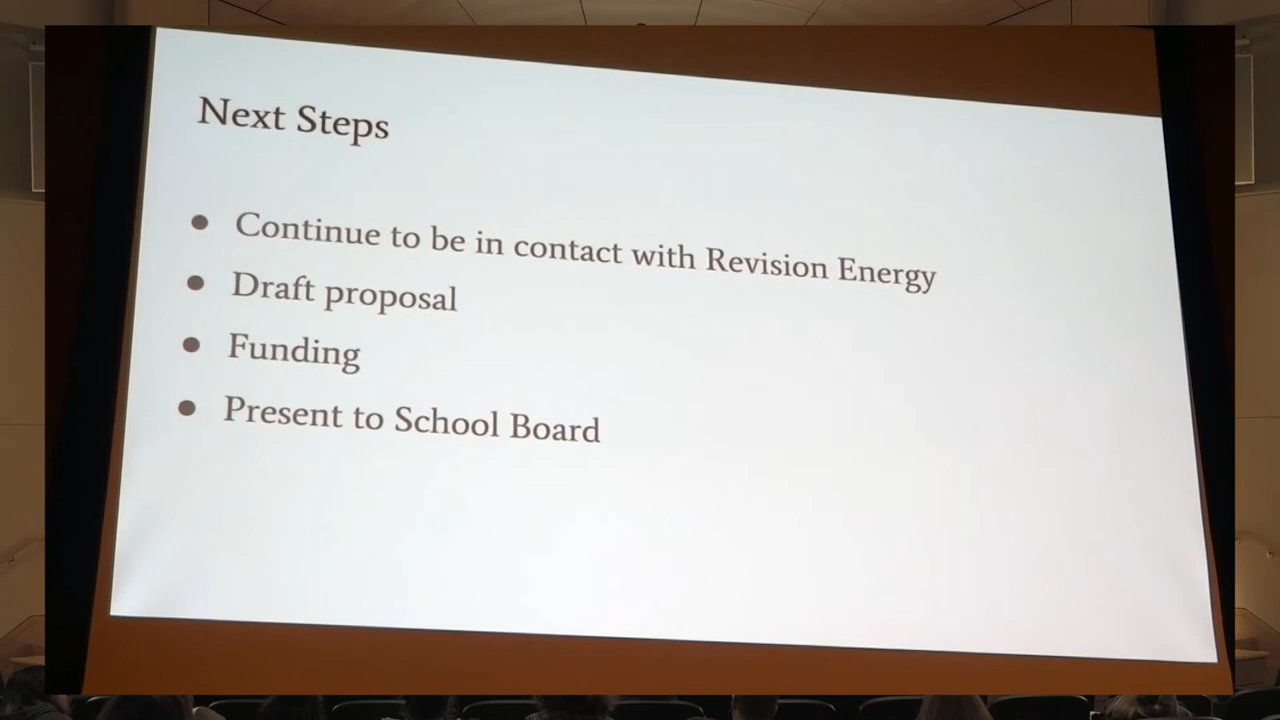 Next Steps
● Continue to be in contact with Revision Energy
● Draft proposal
● Funding
● Present to School Board